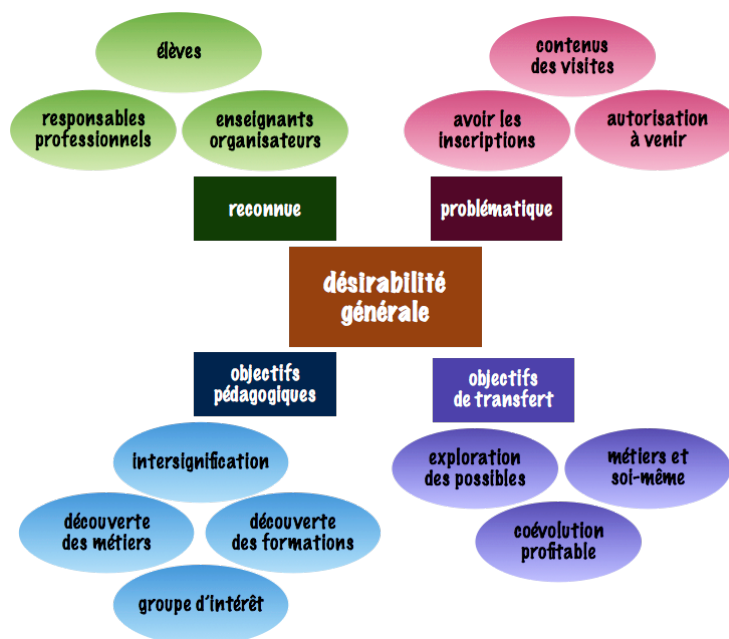 élèves
responsables
professionnels
enseignants
organisateurs
reconnue
contenus
des visites
avoir les
inscriptions
autorisation
à venir
problématique
désirabilité
générale
objectifs
pédagogiques
intersignification
découverte
des métiers
découverte
des formations
groupe d'intérêt
objectifs
de transfert
exploration
des possibles
métiers et
soi-même
coévolution
profitable